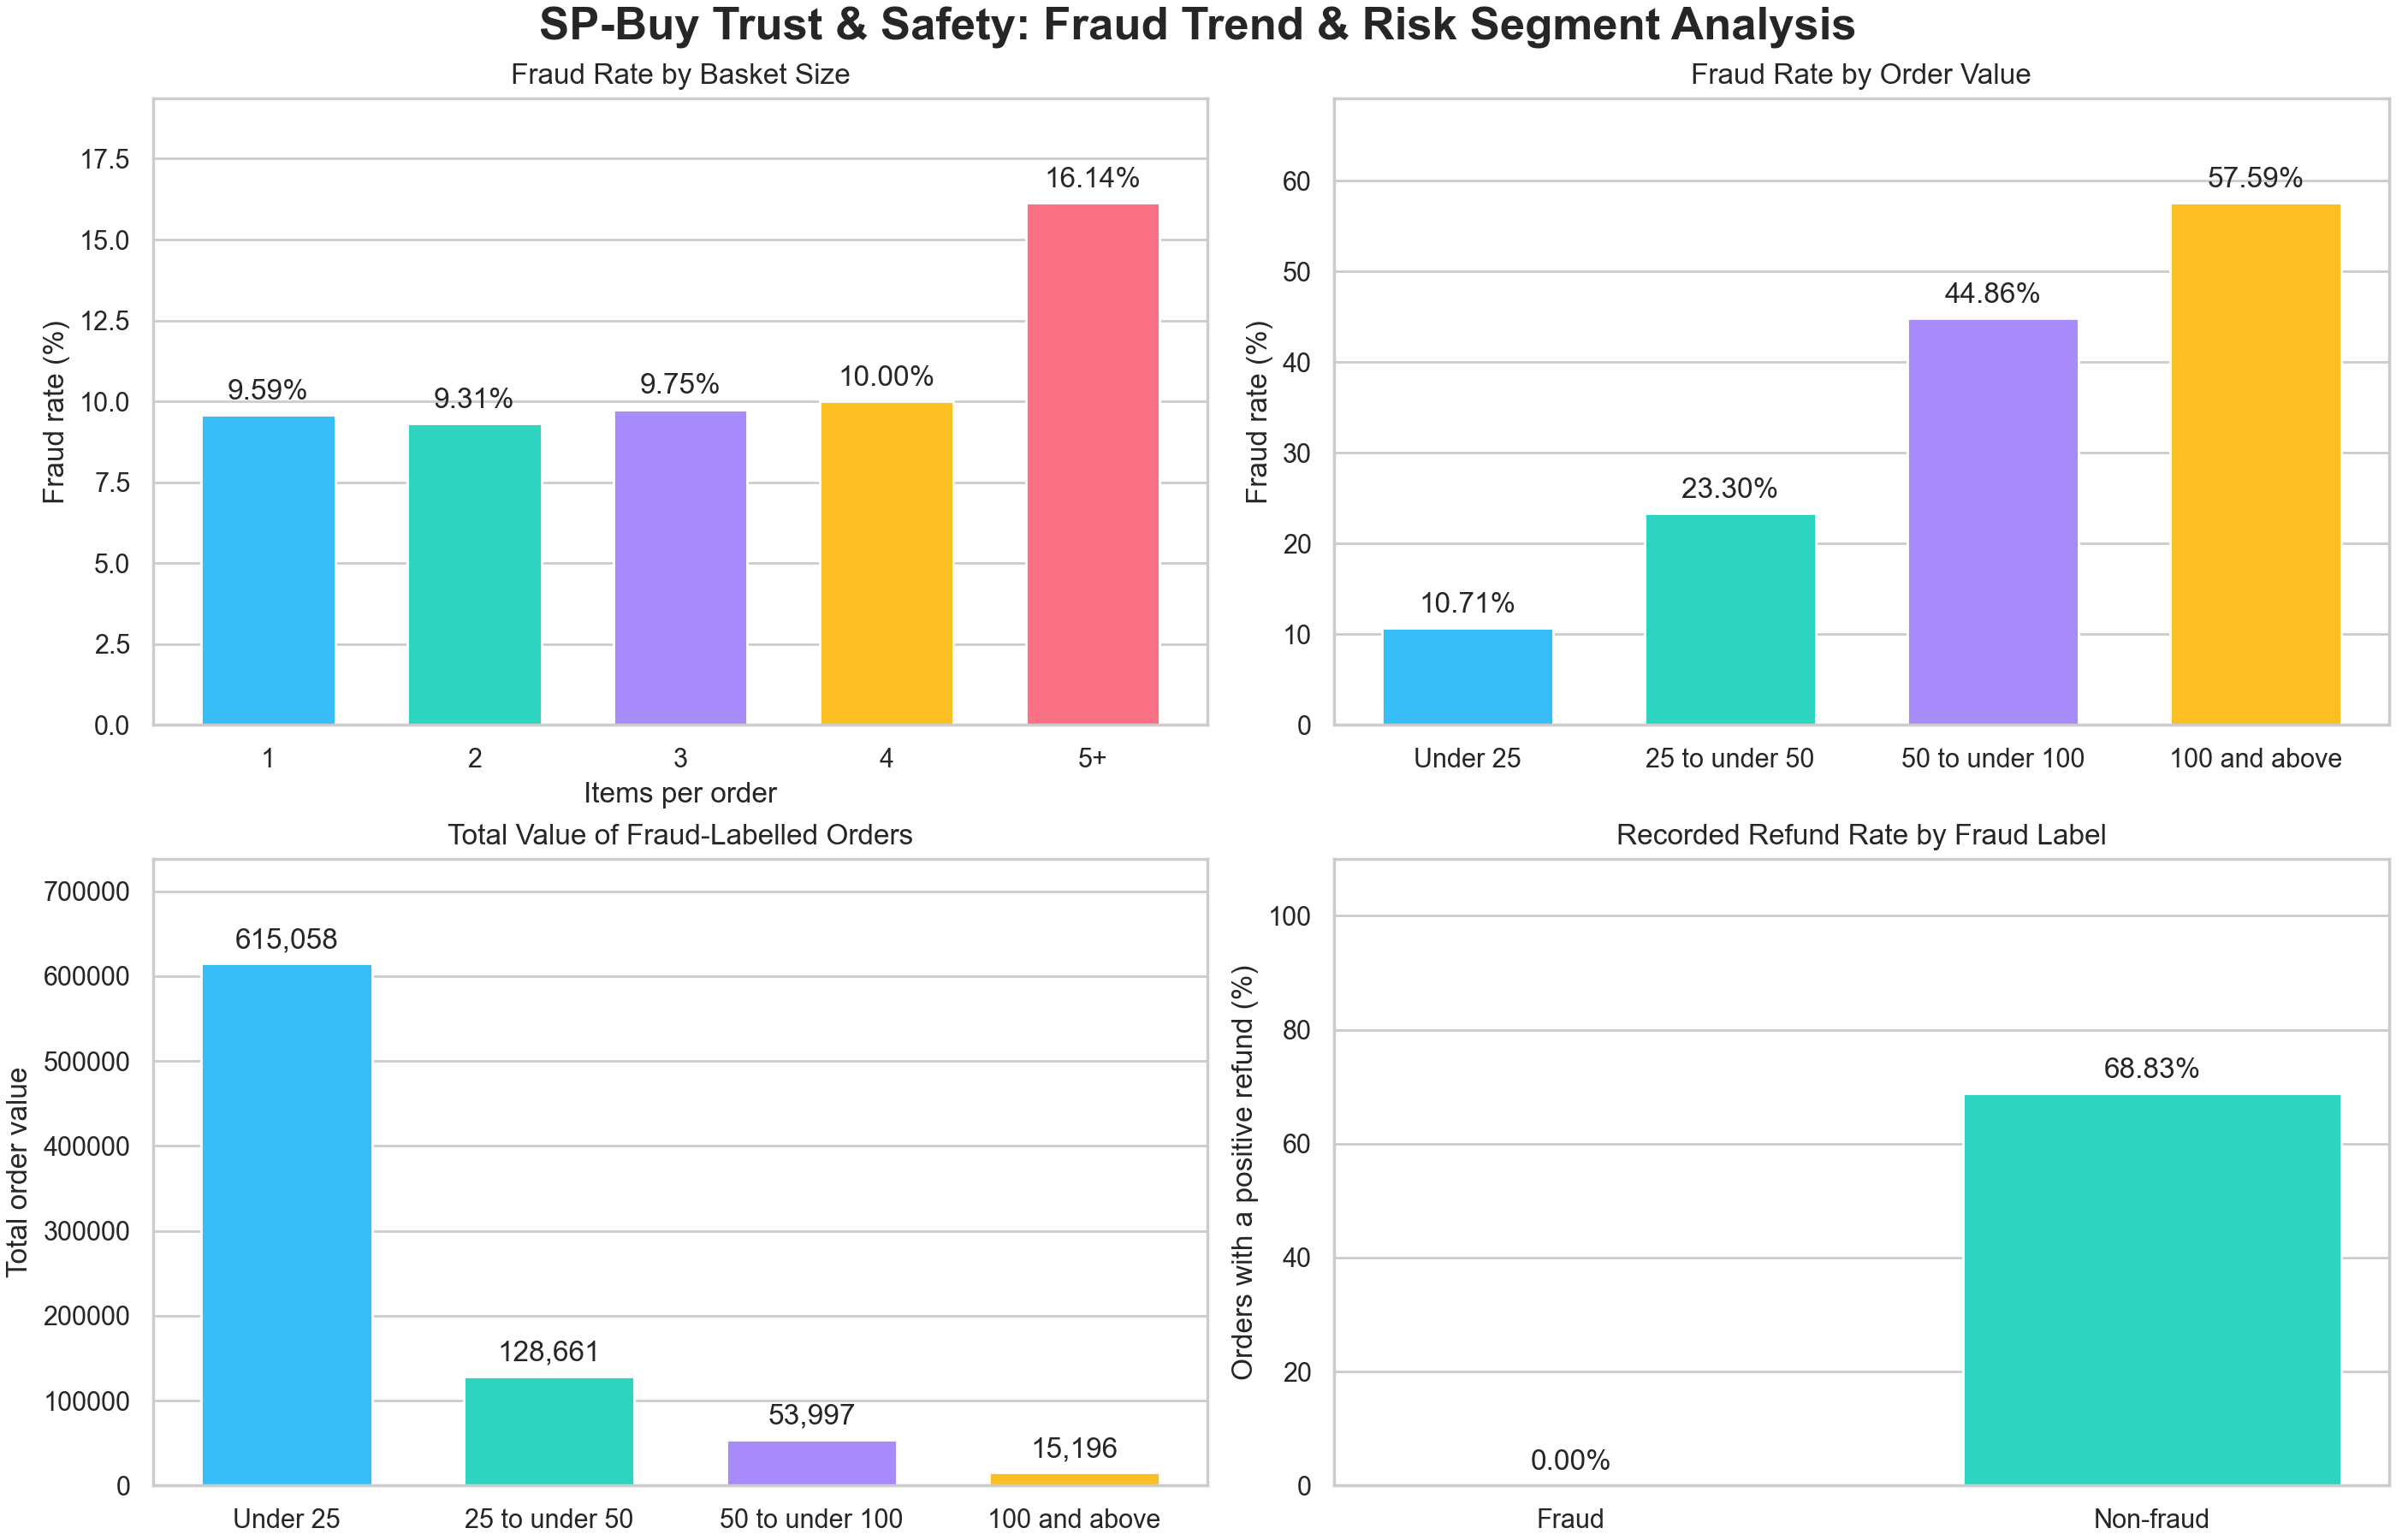 SP-Buy Trust & Safety: Fraud Trend & Risk Segment Analysis
Fraud Rate by Basket Size
Fraud rate (%)
17.5
15.0
12.5
10.0
7.5
5.0
2.5
0.0
9.59%
9.31%
9.75%
10.00%
16.14%
1
2
3
4
5+
Items per order
Fraud Rate by Order Value
Fraud rate (%)
60
50
40
30
20
10
0
10.71%
23.30%
44.86%
57.59%
Under 25
25 to under 50
50 to under 100
100 and above
Total Value of Fraud-Labelled Orders
Total order value
700000
600000
500000
400000
300000
200000
100000
0
615,058
128,661
53,997
15,196
Under 25
25 to under 50
50 to under 100
100 and above
Recorded Refund Rate by Fraud Label
Orders with a positive refund (%)
100
80
60
40
20
0
0.00%
68.83%
Fraud
Non-fraud